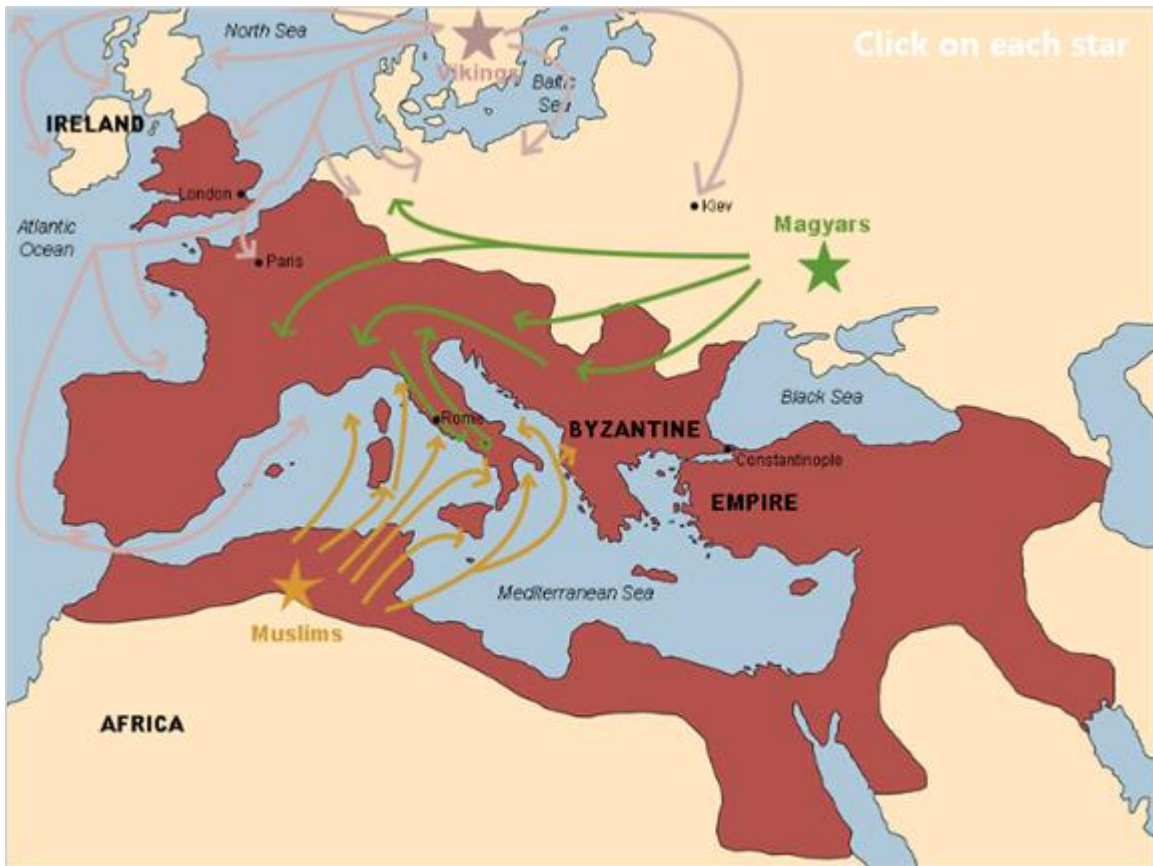 North Sea
Click on each star
Vikings
Baltic
Sea
IRELAND
London
Kiev
Atlantic
Ocean
Magyars
Paris
Black Sea
Rome
BYZANTINE
Constantinople
EMPIRE
Mediterranean Sea
Muslims
AFRICA